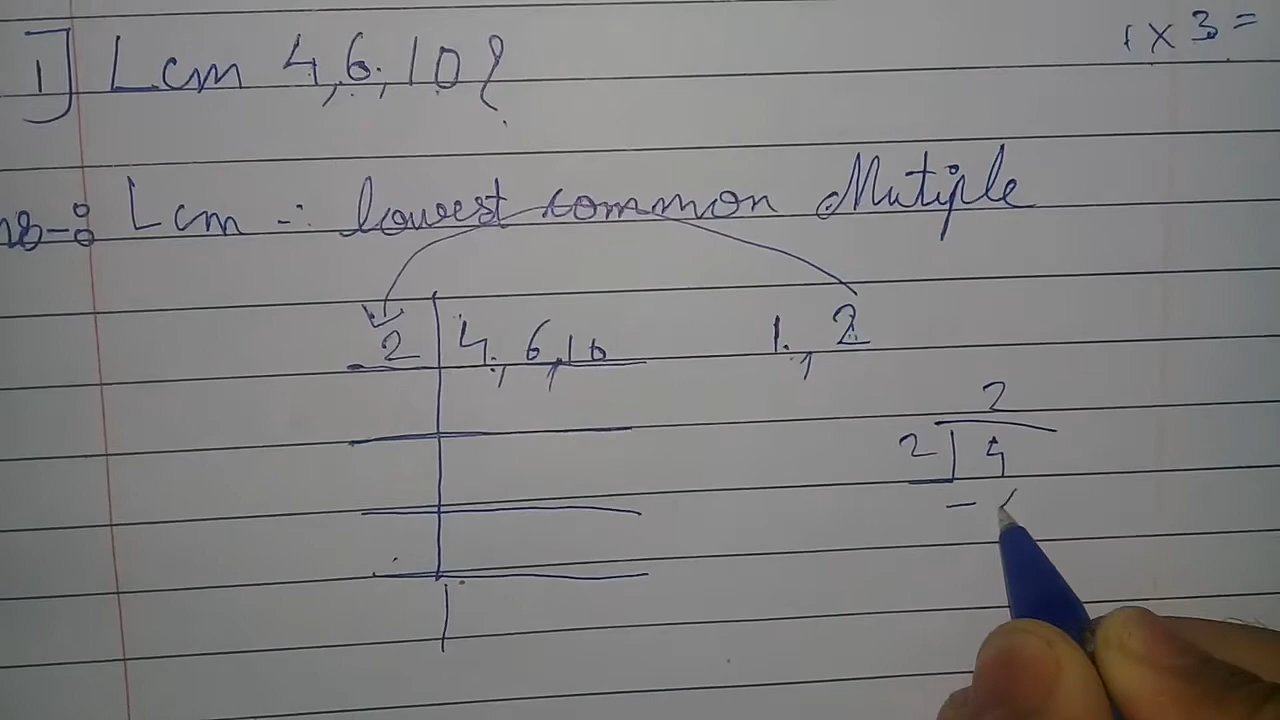 1] Lcm 4,6,10?
1 x 3 =
Lcm -: lowest common Mutiple
2 4, 6, 10
1, 2
2
2 4
-